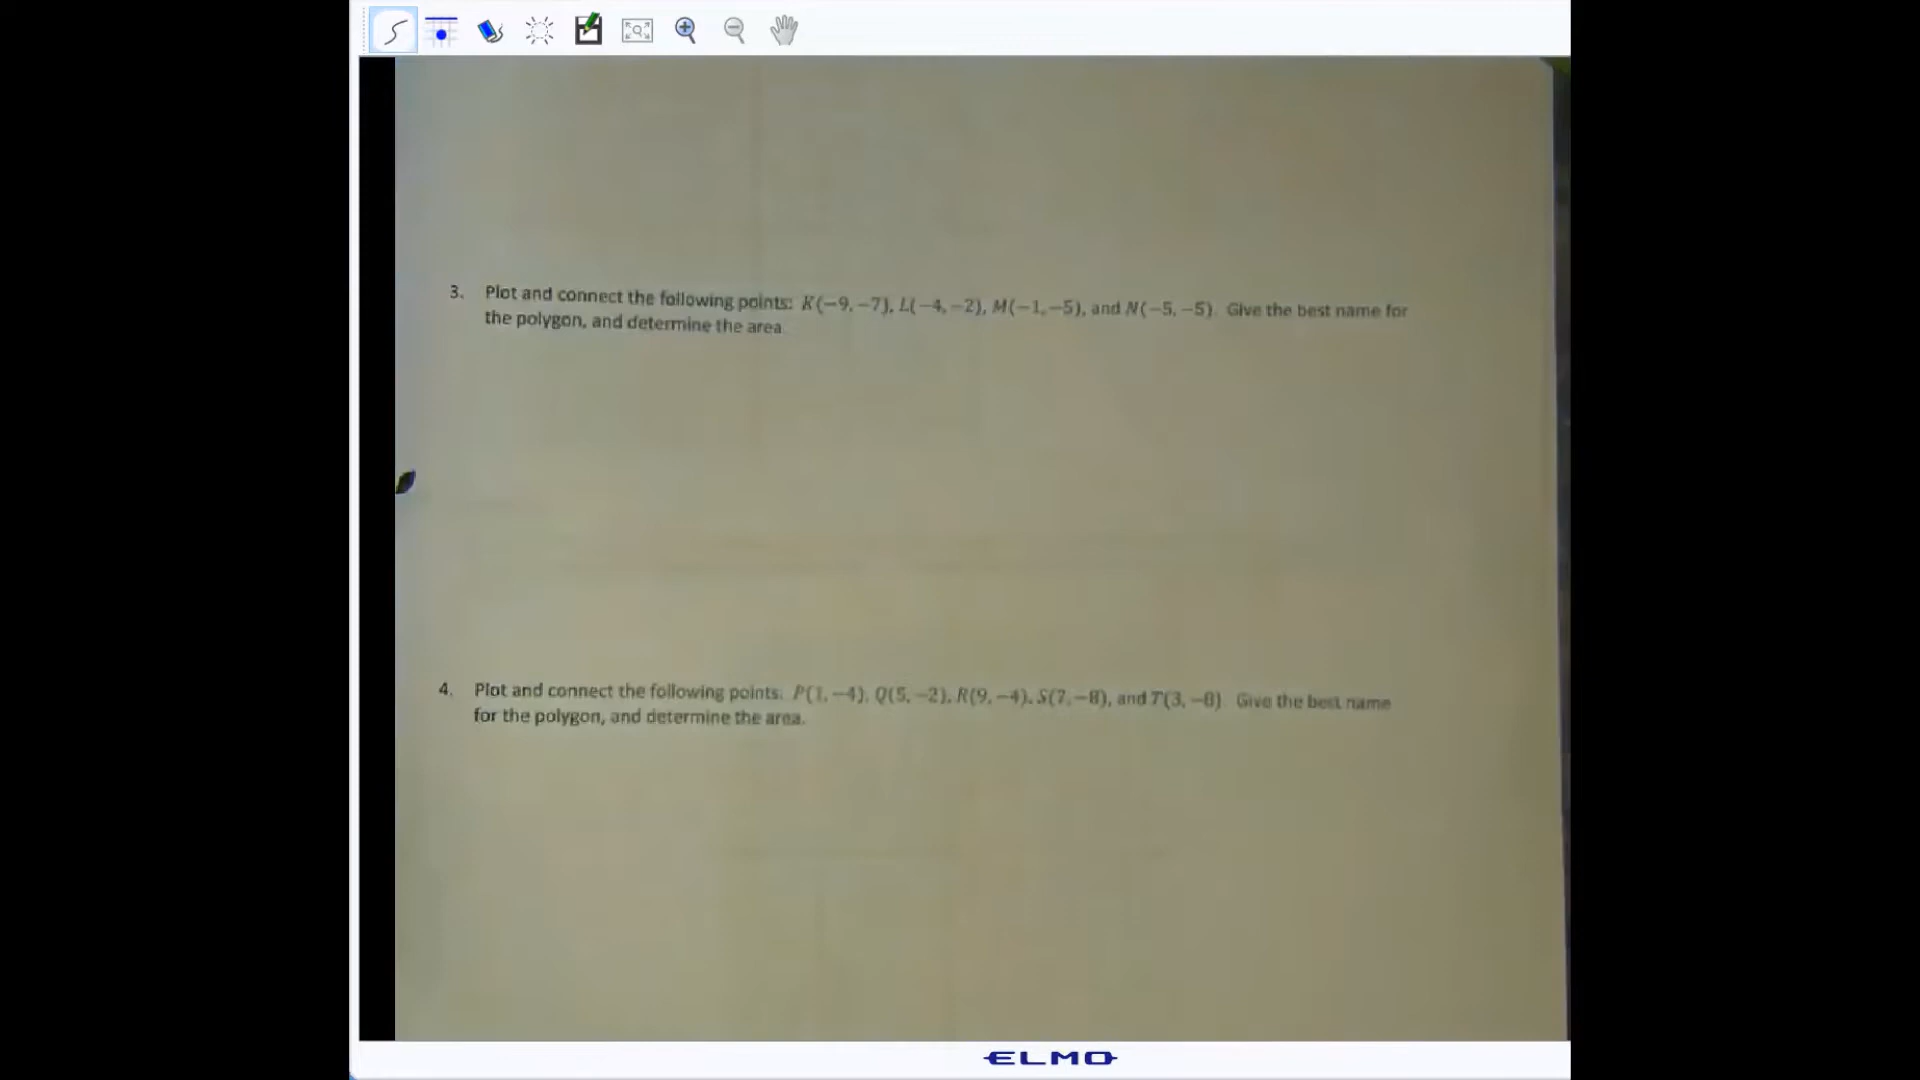 3. Plot and connect the following points: K(−9, −7), L(−4, −2), M(−1, −5), and N(−5, −5). Give the best name for
the polygon, and determine the area.
4. Plot and connect the following points: P(1, −4), Q(5, −2), R(9, −4), S(7, −8), and T(3, −8). Give the best name
for the polygon, and determine the area.
ELMO